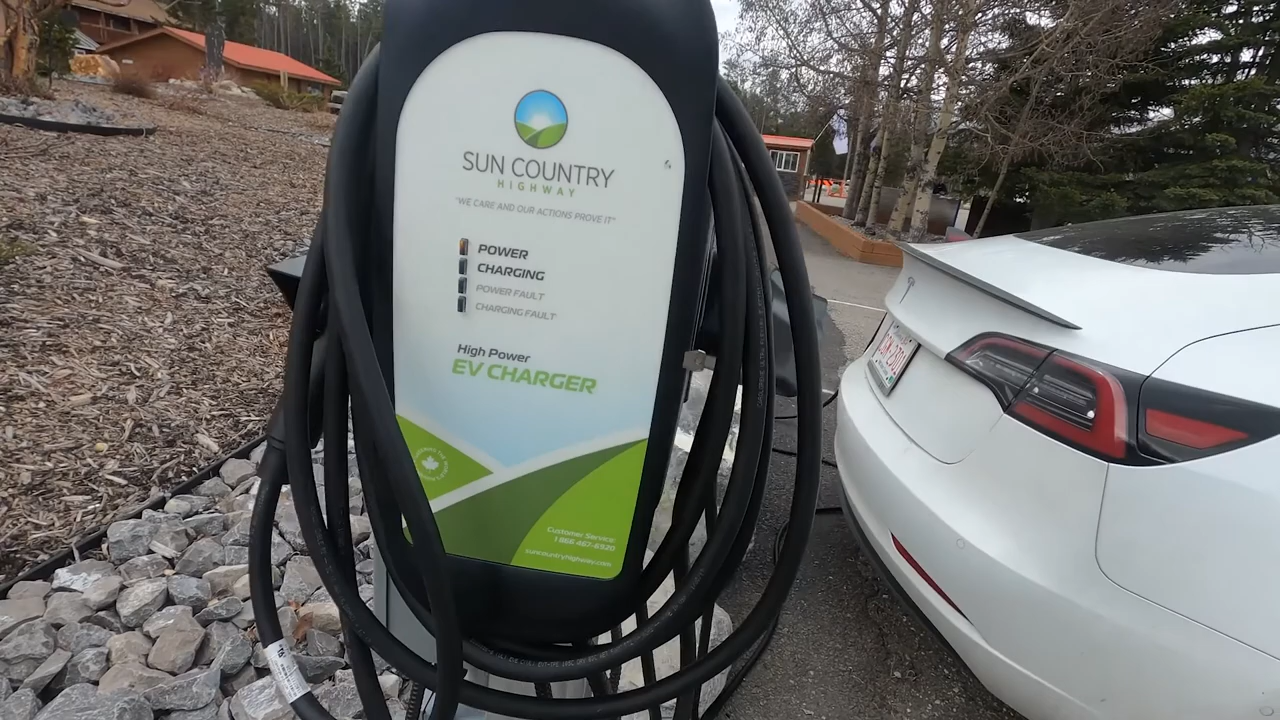 SUN COUNTRY
HIGHWAY
"WE CARE AND OUR ACTIONS PROVE IT"
POWER
CHARGING
POWER FAULT
CHARGING FAULT
High Power
EV CHARGER
Customer Service:
1 866 467-6920
suncountryhighway.com